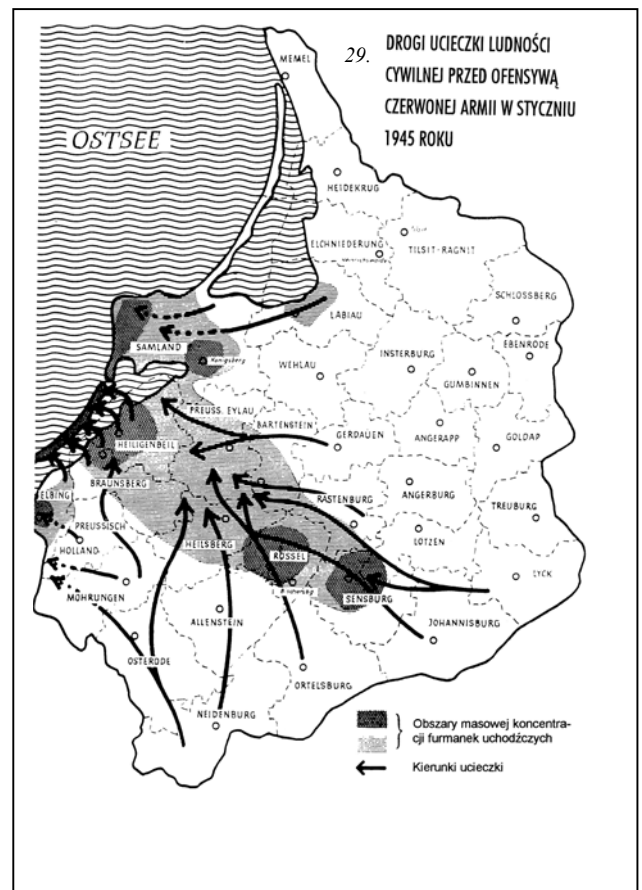 29.
DROGI UCIECZKI LUDNOŚCI
CYWILNEJ PRZED OFENSYWĄ
CZERWONEJ ARMII W STYCZNIU
1945 ROKU
MEMEL
OSTSEE
HEIDEKRUG
ELCHNIEDERUNG
TILSIT-RAGNIT
SCHLOSSBERG
LABIAU
EBENRODE
SAMLAND
Königsberg
WEHLAU
INSTERBURG
GUMBINNEN
PREUSS. EYLAU
BARTENSTEIN
HEILIGENBEIL
GERDAUEN
ANGERAPP
GOLDAP
BRAUNSBERG
ELBING
RASTENBURG
ANGERBURG
TREUBURG
PREUSSISCH
HOLLAND
HEILSBERG
RÖSSEL
LÖTZEN
LYCK
MOHRUNGEN
SENSBURG
ALLENSTEIN
JOHANNISBURG
OSTERODE
ORTELSBURG
NEIDENBURG
Obszary masowej koncentra-
cji furmanek uchodźczych
Kierunki ucieczki